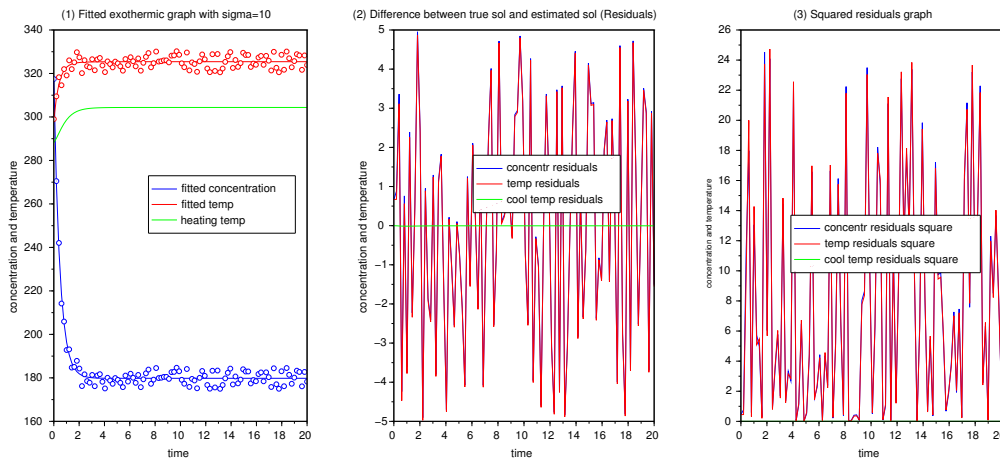 (1) Fitted exothermic graph with sigma=10
concentration and temperature
340
320
300
280
260
240
220
200
180
160
fitted concentration
fitted temp
heating temp
0 2 4 6 8 10 12 14 16 18 20
time
(2) Difference between true sol and estimated sol (Residuals)
concentration and temperature
5
4
3
2
1
0
−1
−2
−3
−4
−5
concentr residuals
temp residuals
cool temp residuals
0 2 4 6 8 10 12 14 16 18 20
time
(3) Squared residuals graph
concentration and temperature
26
24
22
20
18
16
14
12
10
8
6
4
2
0
concentr residuals square
temp residuals square
cool temp residuals square
0 2 4 6 8 10 12 14 16 18 20
time